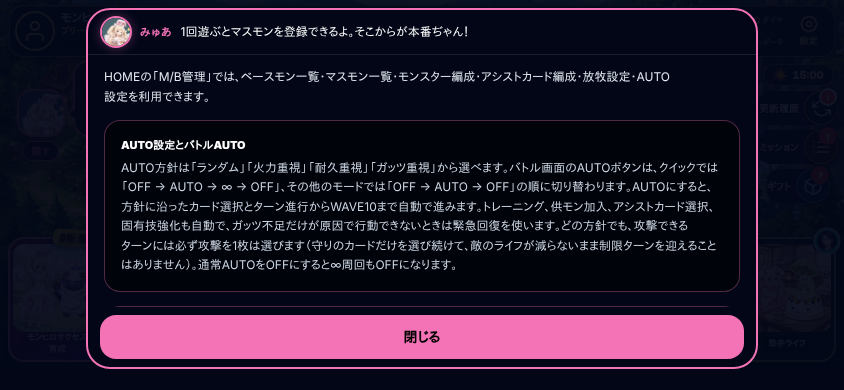 みゅあ 1回遊ぶとマスモンを登録できるよ。そこからが本番ぢゃん！
HOMEの「M/B管理」では、ベースモン一覧・マスモン一覧・モンスター編成・アシストカード編成・放牧設定・AUTO
設定を利用できます。
AUTO設定とバトルAUTO
AUTO方針は「ランダム」「火力重視」「耐久重視」「ガッツ重視」から選べます。バトル画面のAUTOボタンは、クイックでは
「OFF → AUTO → ∞ → OFF」、その他のモードでは「OFF → AUTO → OFF」の順に切り替わります。AUTOにすると、
方針に沿ったカード選択とターン進行からWAVE10まで自動で進みます。トレーニング、供モン加入、アシストカード選択、
固有技強化も自動で、ガッツ不足だけが原因で行動できないときは緊急回復を使います。どの方針でも、攻撃できる
ターンには必ず攻撃を1枚は選びます（守りのカードだけを選び続けて、敵のライフが減らないまま制限ターンを迎えること
はありません）。通常AUTOをOFFにすると∞周回もOFFになります。
閉じる
16:00
更新履歴
ミッション
ギフト